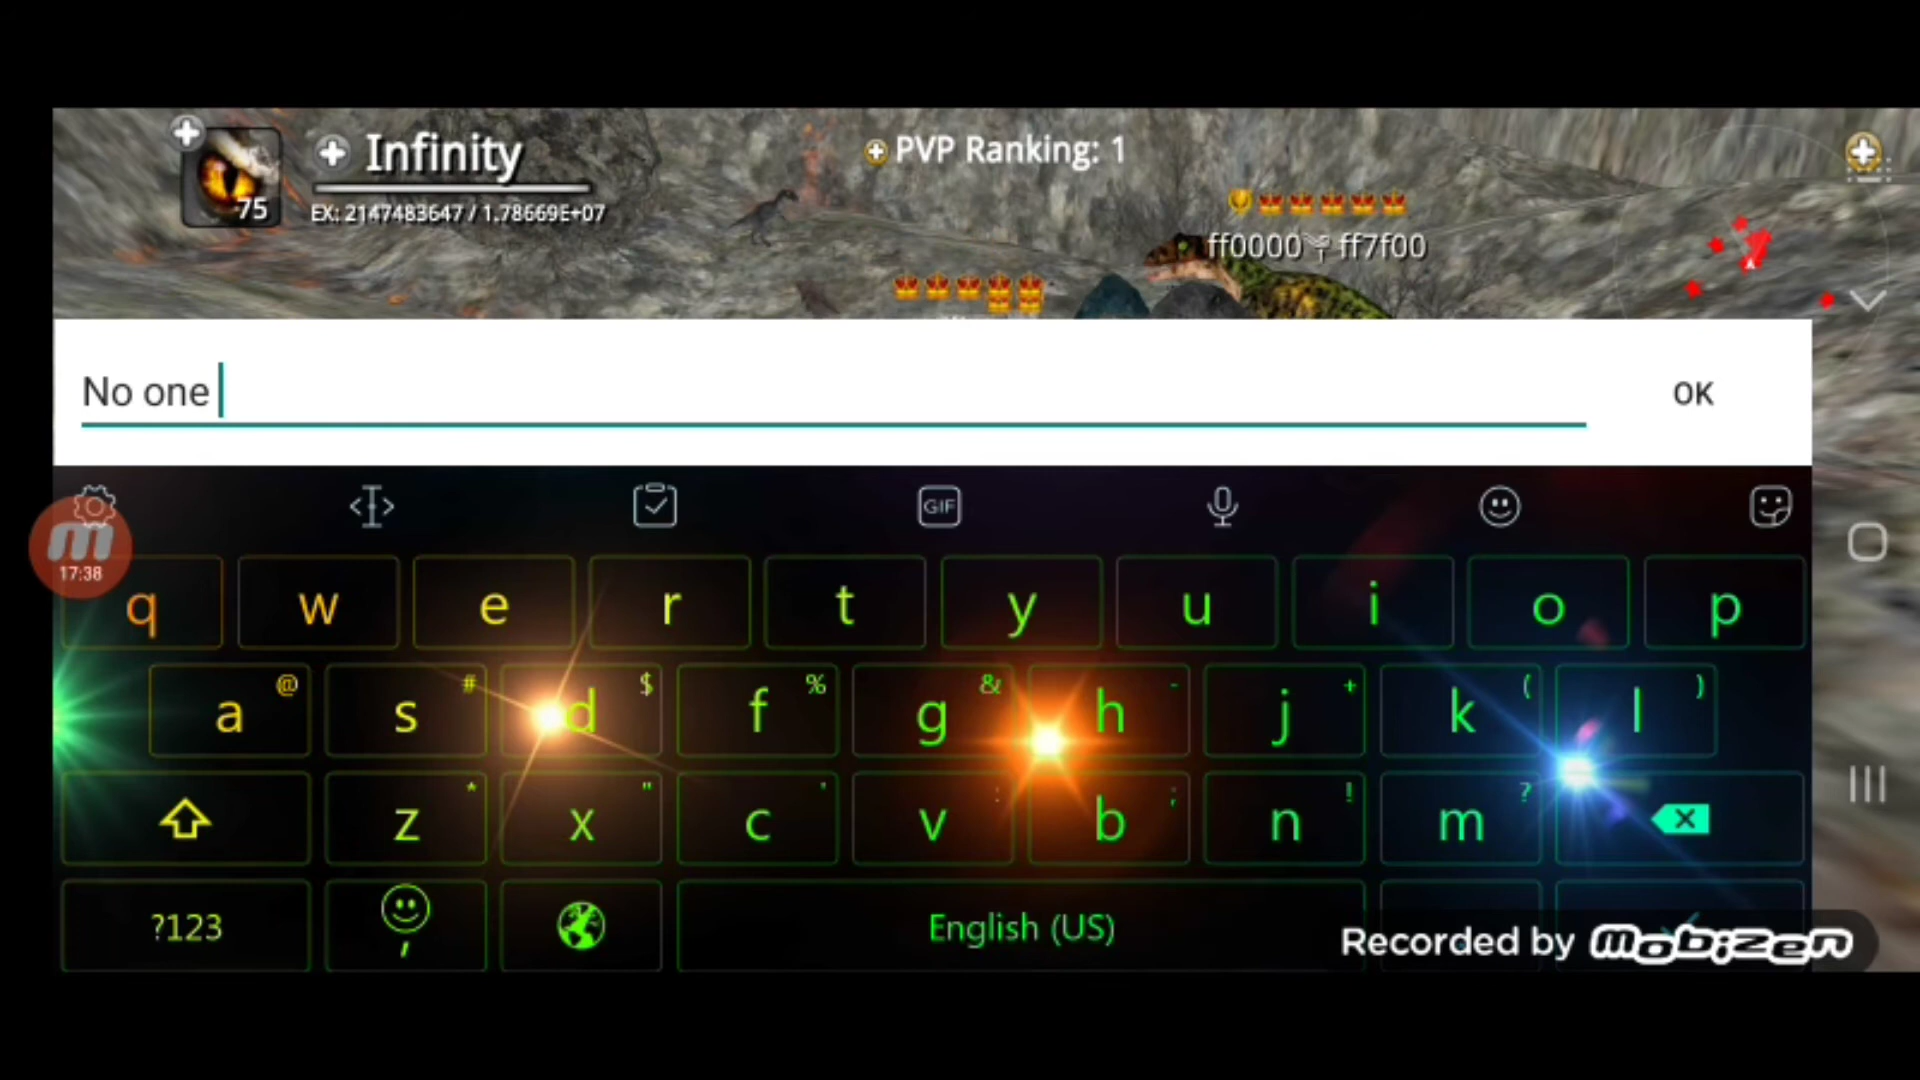 Infinity
PVP Ranking: 1
75
EX: 2147483647 / 1.78669E+07
ff0000 ff7f00
No one
OK
GIF
17:38
q w e r t y u i o p
@ # $ % & - + ( )
a s d f g h j k l
* " ' : ; ! ?
z x c v b n m
?123 , English (US)
Recorded by mobizen